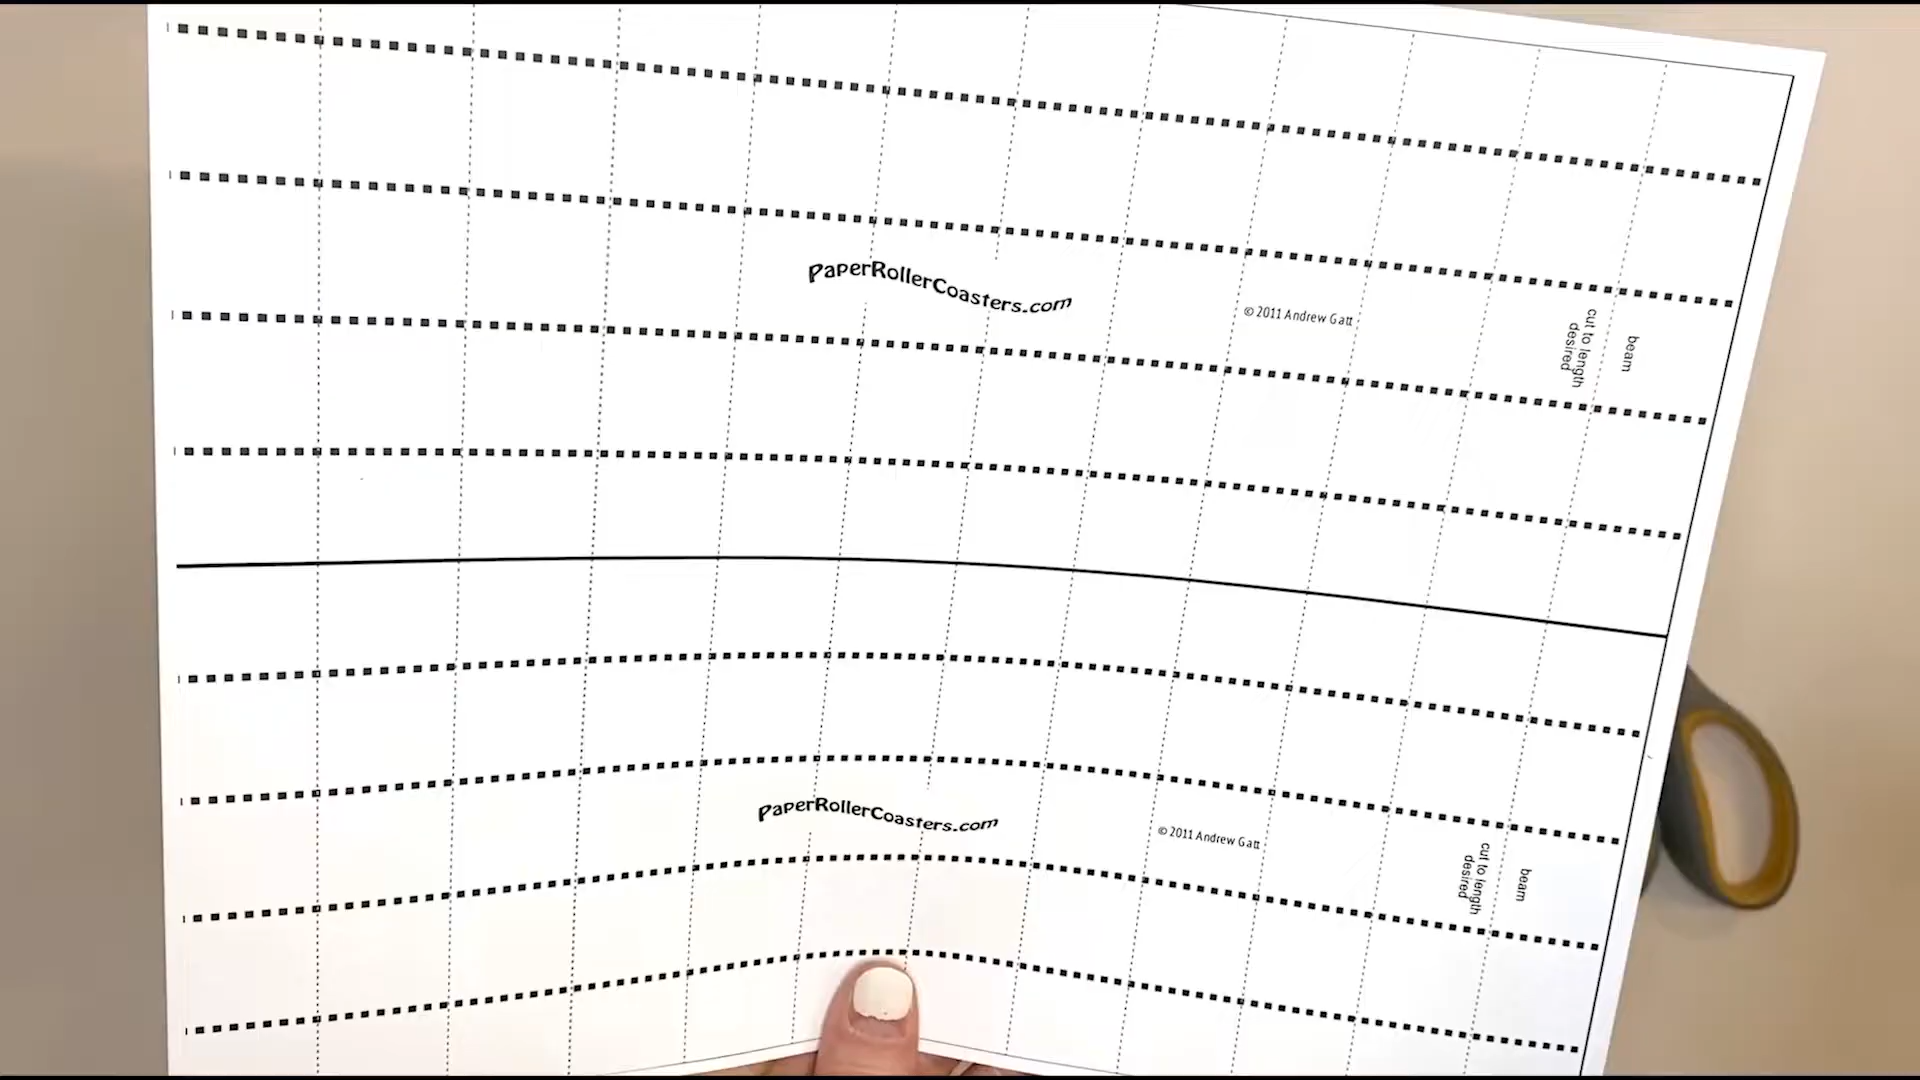 PaperRollerCoasters.com
© 2011 Andrew Gatt
cut to length
desired
beam
PaperRollerCoasters.com
© 2011 Andrew Gatt
cut to length
desired
beam